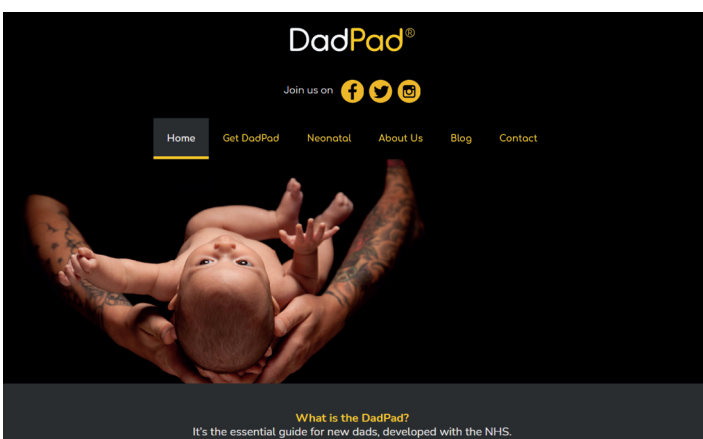 DadPad®
Join us on
Home Get DadPad Neonatal About Us Blog Contact
What is the DadPad?
It's the essential guide for new dads, developed with the NHS.